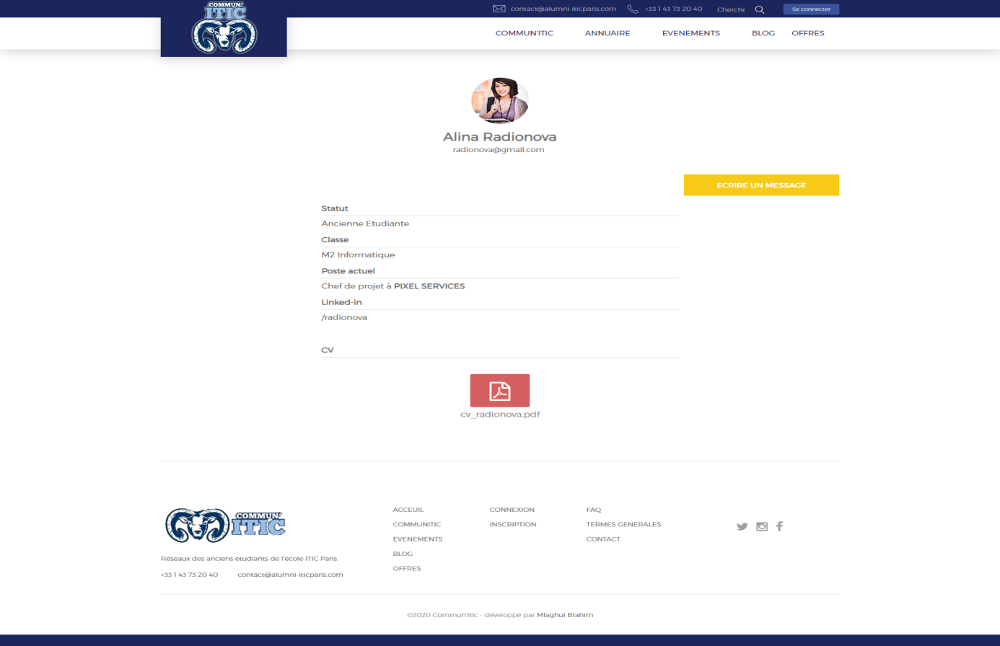 COMMUN'
ITIC
contact@alumni-iticparis.com +33 1 43 73 20 40 Cherche Se connecter
COMMUN'ITIC ANNUAIRE EVENEMENTS BLOG OFFRES
Alina Radionova
radionova@gmail.com
ECRIRE UN MESSAGE
Statut
Ancienne Etudiante
Classe
M2 Informatique
Poste actuel
Chef de projet à PIXEL SERVICES
Linked-in
/radionova
CV
cv_radionova.pdf
COMMUN'
ITIC
Réseaux des anciens étudiants de l'école ITIC Paris.
+33 1 43 73 20 40 contact@alumni-iticparis.com
ACCEUIL
COMMUNITIC
EVENEMENTS
BLOG
OFFRES
CONNEXION
INSCRIPTION
FAQ
TERMES GENERALES
CONTACT
©2020 Commun'itic - développé par Mlaghui Brahim